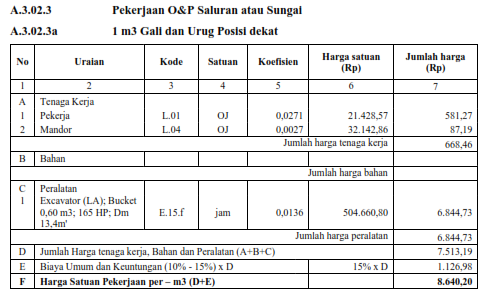 A.3.02.3 Pekerjaan O&P Saluran atau Sungai
A.3.02.3a 1 m3 Gali dan Urug Posisi dekat
No Uraian Kode Satuan Koefisien Harga satuan (Rp) Jumlah harga (Rp)
1 2 3 4 5 6 7
A Tenaga Kerja
1 Pekerja L.01 OJ 0,0271 21.428,57 581,27
2 Mandor L.04 OJ 0,0027 32.142,86 87,19
Jumlah harga tenaga kerja 668,46
B Bahan
Jumlah harga bahan
C Peralatan
1 Excavator (LA); Bucket
0,60 m3; 165 HP; Dm E.15.f jam 0,0136 504.660,80 6.844,73
13,4m'
Jumlah harga peralatan 6.844,73
D Jumlah Harga tenaga kerja, Bahan dan Peralatan (A+B+C) 7.513,19
E Biaya Umum dan Keuntungan (10% - 15%) x D 15% x D 1.126,98
F Harga Satuan Pekerjaan per – m3 (D+E) 8.640,20